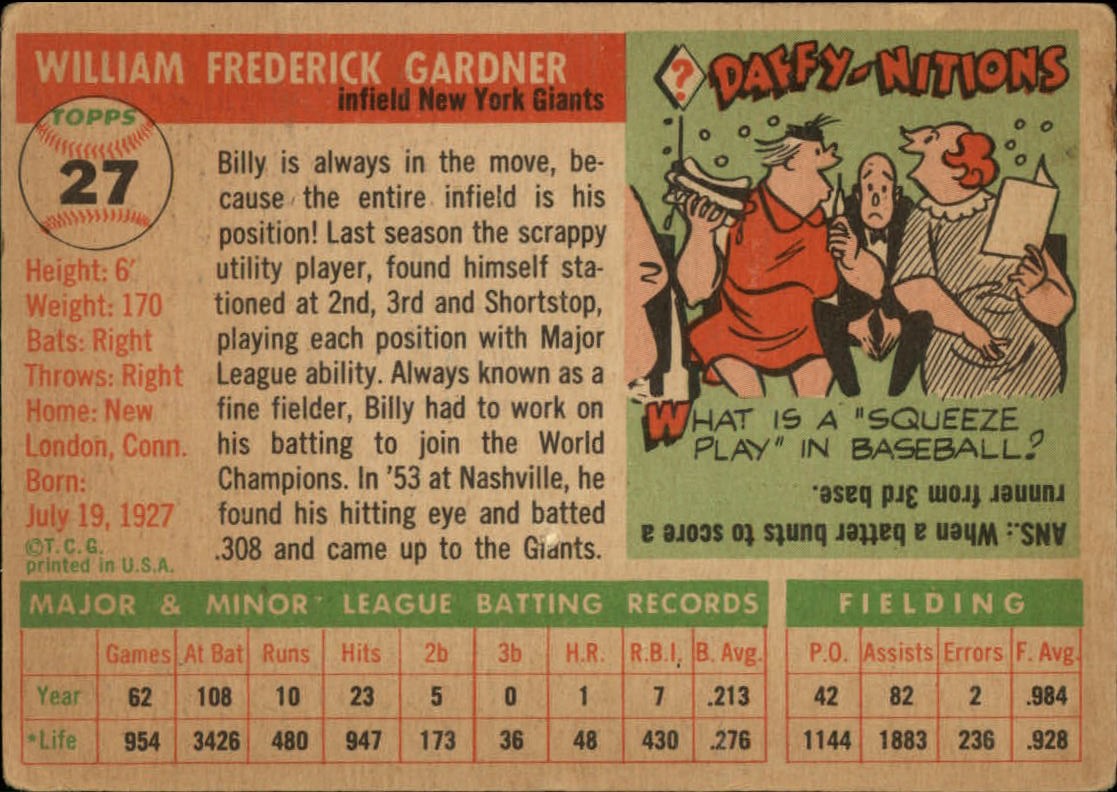 WILLIAM FREDERICK GARDNER
infield New York Giants
TOPPS
27
Height: 6'
Weight: 170
Bats: Right
Throws: Right
Home: New
London, Conn.
Born:
July 19, 1927
©T.C.G.
printed in U.S.A.
Billy is always in the move, be-
cause the entire infield is his
position! Last season the scrappy
utility player, found himself sta-
tioned at 2nd, 3rd and Shortstop,
playing each position with Major
League ability. Always known as a
fine fielder, Billy had to work on
his batting to join the World
Champions. In '53 at Nashville, he
found his hitting eye and batted
.308 and came up to the Giants.
? DAFFY-NITIONS
WHAT IS A "SQUEEZE
PLAY" IN BASEBALL?
ANS.: When a batter bunts to score a
runner from 3rd base.
MAJOR & MINOR LEAGUE BATTING RECORDS
Games At Bat Runs Hits 2b 3b H.R. R.B.I. B. Avg.
Year 62 108 10 23 5 0 1 7 .213
*Life 954 3426 480 947 173 36 48 430 .276
FIELDING
P.O. Assists Errors F. Avg.
42 82 2 .984
1144 1883 236 .928